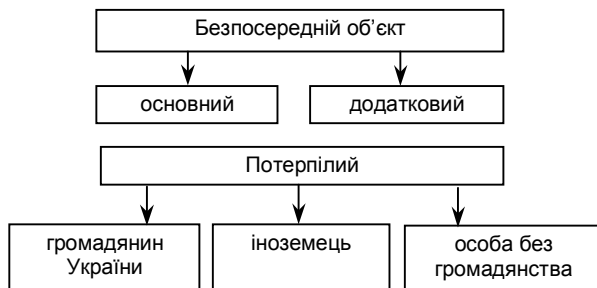 Безпосередній об’єкт
основний
додатковий
Потерпілий
громадянин
України
іноземець
особа без
громадянства